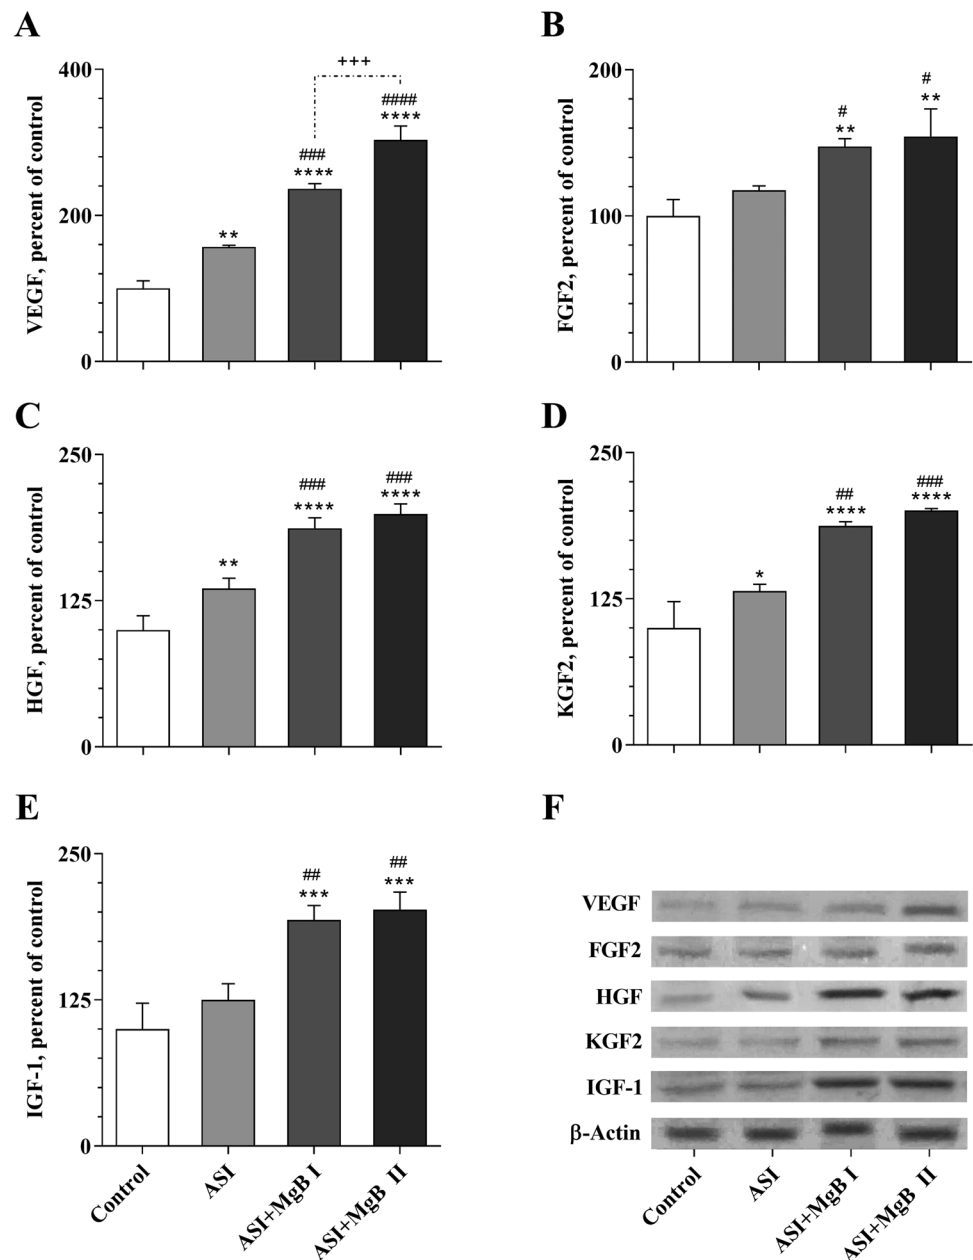 A
VEGF, percent of control
400
200
0
**
###
****
+++
####
****
B
FGF2, percent of control
200
100
0
#
**
#
**
C
HGF, percent of control
250
125
0
**
###
****
###
****
D
KGF2, percent of control
250
125
0
*
##
****
###
****
E
IGF-1, percent of control
250
125
0
##
***
##
***
Control
ASI
ASI+MgB I
ASI+MgB II
F
VEGF
FGF2
HGF
KGF2
IGF-1
β-Actin
Control
ASI
ASI+MgB I
ASI+MgB II